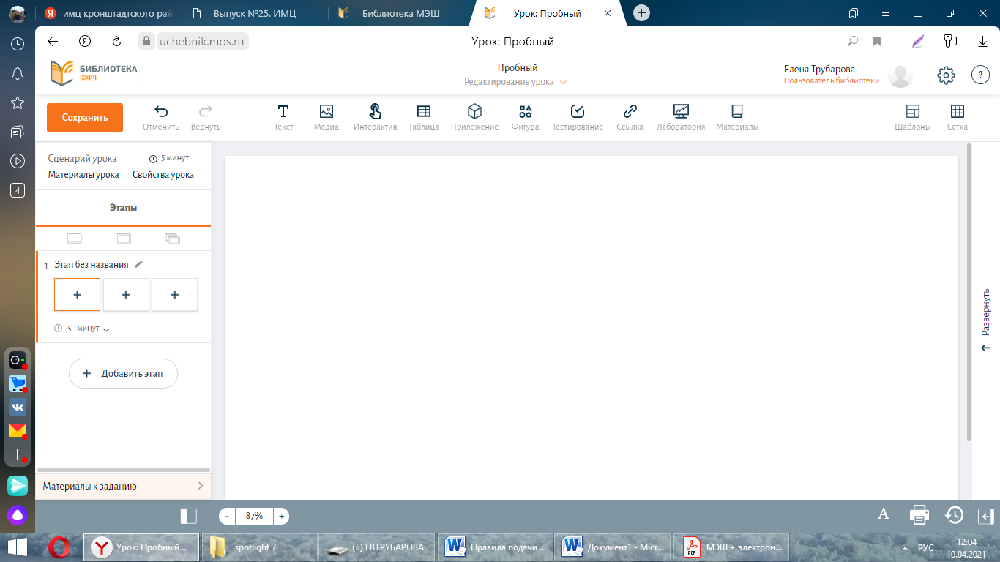 имц кронштадтского рай
Выпуск №25. ИМЦ
Библиотека МЭШ
Урок: Пробный
uchebnik.mos.ru
Урок: Пробный
БИБЛИОТЕКА
МЭШ
Пробный
Редактирование урока
Елена Трубарова
Пользователь библиотеки
?
Сохранить
Отменить
Вернуть
Текст
Медиа
Интерактив
Таблица
Приложение
Фигура
Тестирование
Ссылка
Лаборатория
Материалы
Шаблоны
Сетка
Сценарий урока
5 минут
Материалы урока
Свойства урока
4
Этапы
1 Этап без названия
5 минут
+ Добавить этап
Развернуть
Материалы к заданию
- 87% +
A
Урок: Пробный ...
spotlight 7
(J:) ЕВТРУБАРОВА
Правила подачи ...
Документ1 - Micr...
МЭШ + электрон...
РУС
12:04
10.04.2021